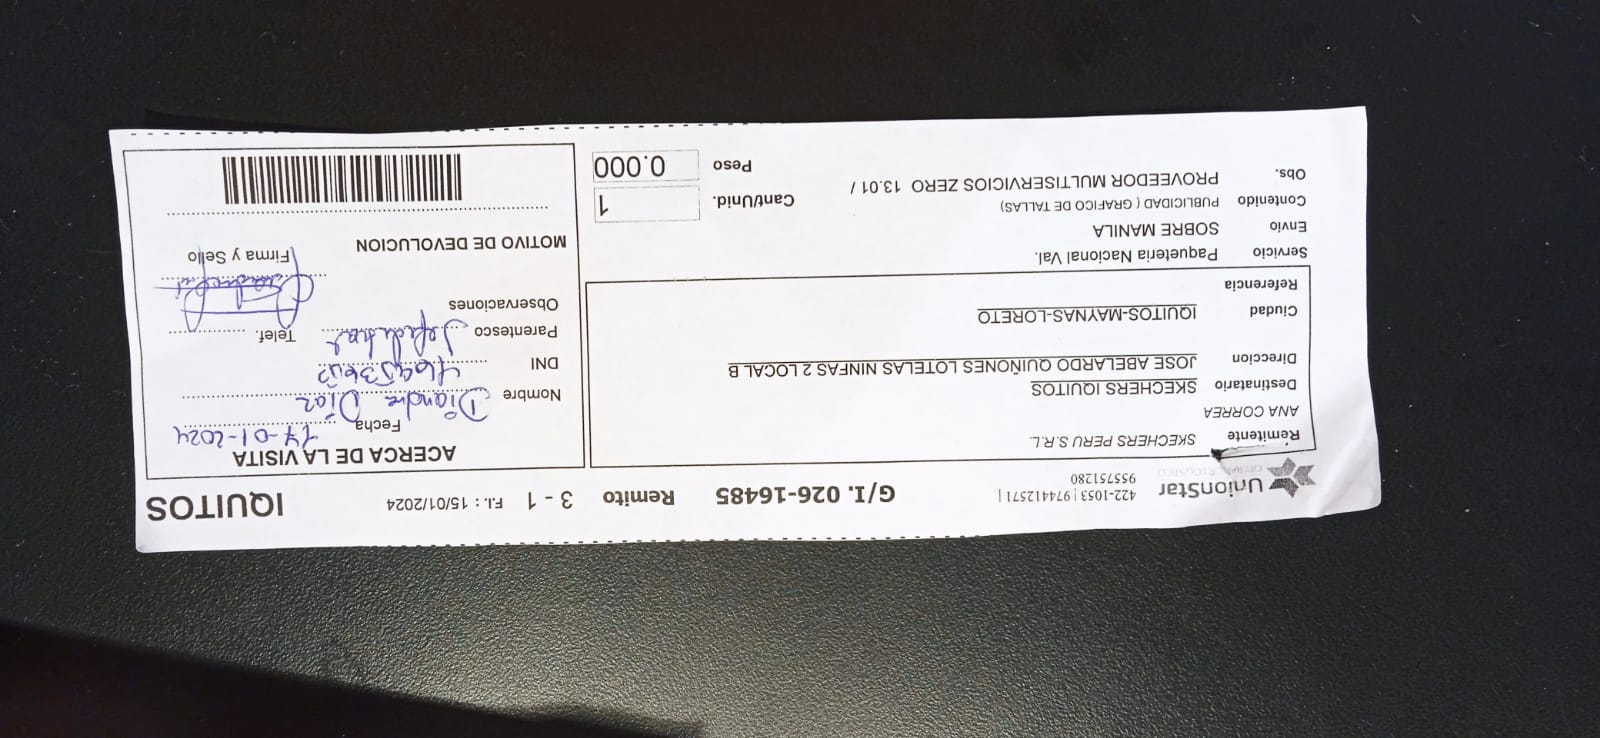 UnionStar
422-1053 | 974412571 |
955751280
G/I. 026-16485
Remito 3 - 1 F.I. : 15/01/2024
IQUITOS
Remitente SKECHERS PERU S.R.L.
ANA CORREA
Destinatario SKECHERS IQUITOS
Direccion JOSE ABELARDO QUIÑONES LOTELAS NINFAS 2 LOCAL B
Ciudad IQUITOS-MAYNAS-LORETO
Referencia
Servicio Paqueteria Nacional Val.
Envio SOBRE MANILA
Contenido PUBLICIDAD ( GRAFICO DE TALLAS)
Obs. PROVEEDOR MULTISERVICIOS ZERO 13.01 /
Cant/Unid. 1
Peso 0.000
ACERCA DE LA VISITA
Fecha 17-01-2024
Nombre Diandra Díaz
DNI
Parentesco Telef.
Observaciones
Firma y Sello
MOTIVO DE DEVOLUCION